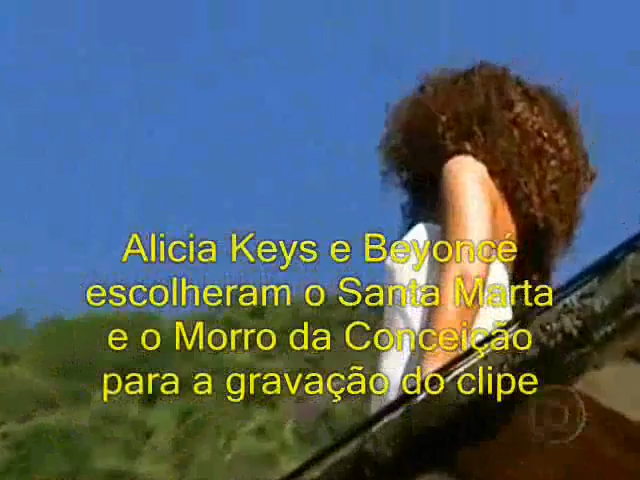 Alicia Keys e Beyoncé
escolheram o Santa Marta
e o Morro da Conceição
para a gravação do clipe